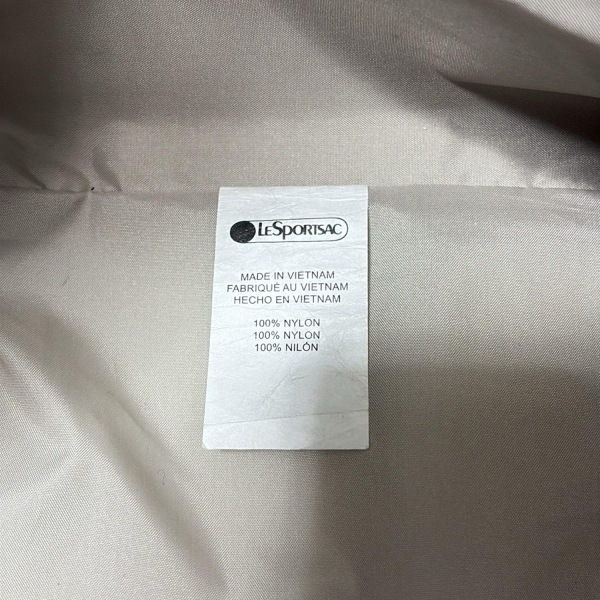 LESPORTSAC
MADE IN VIETNAM
FABRIQUÉ AU VIETNAM
HECHO EN VIETNAM
100% NYLON
100% NYLON
100% NILÓN